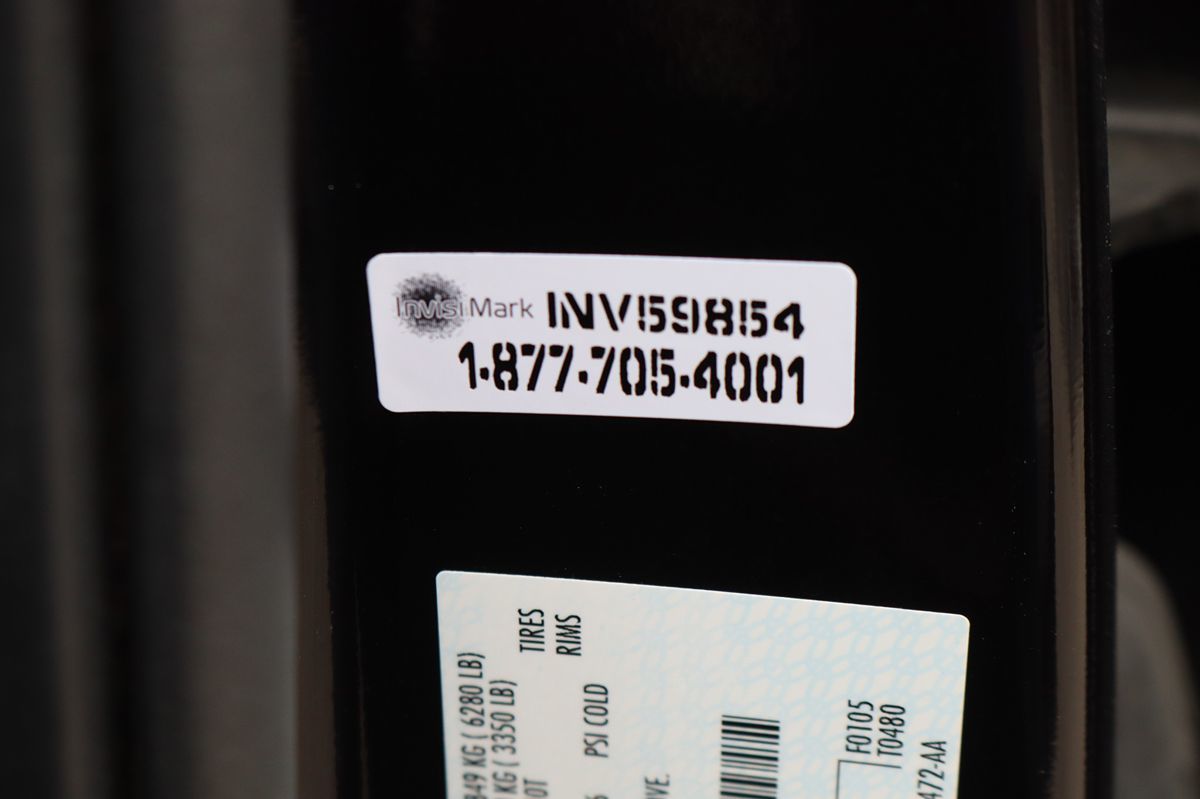 InvisiMark INV59854
1-877-705-4001
849 KG ( 6280 LB)
KG ( 3350 LB)
TIRES
RIMS
PSI COLD
F0105
T0480
472-AA